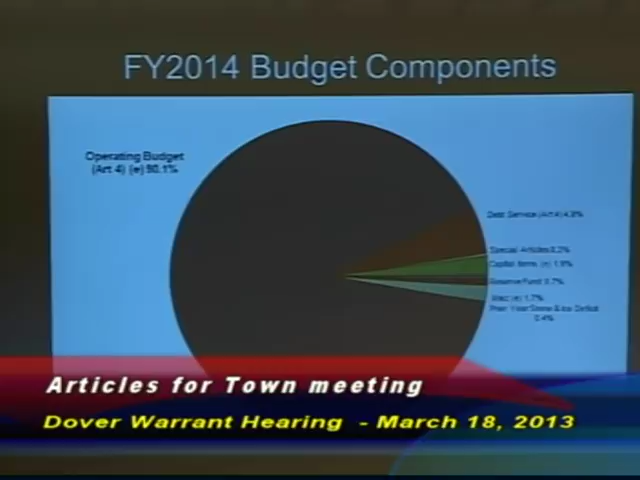 FY2014 Budget Components
Operating Budget
(Art 4) (e) 90.1%
Debt Service (Art 4) 4.9%
Special Articles 0.2%
Capital Items (e) 1.9%
Reserve Fund 0.7%
(e) 1.7%
Prior Year Snow & Ice Deficit
0.4%
Articles for Town meeting
Dover Warrant Hearing - March 18, 2013